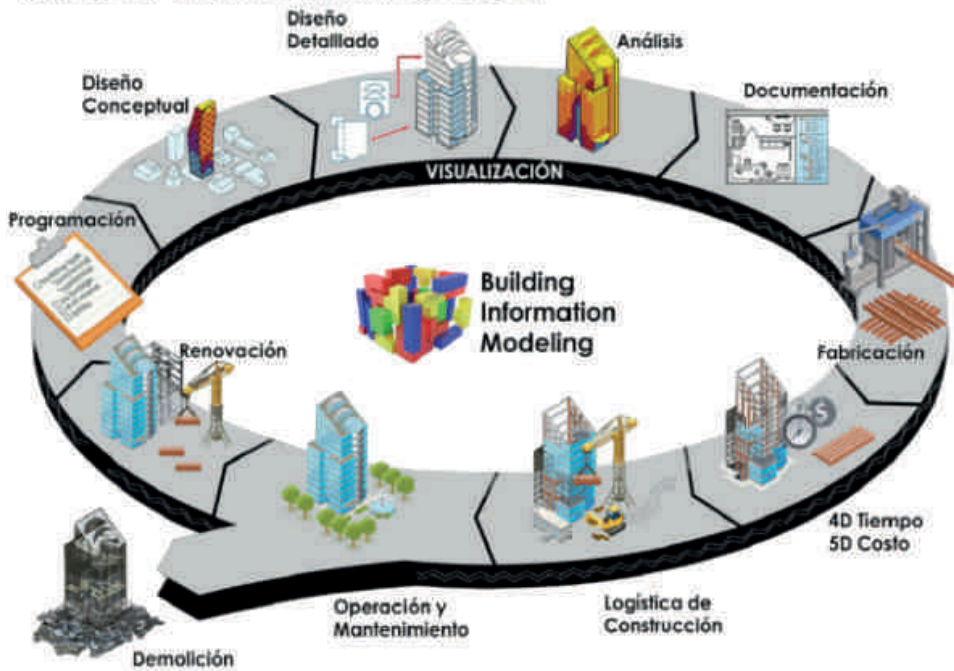 Diseño
Detalllado
Análisis
Diseño
Conceptual
Documentación
VISUALIZACIÓN
Programación
Building
Information
Modeling
Renovación
Fabricación
4D Tiempo
5D Costo
Operación y
Mantenimiento
Logística de
Construcción
Demolición